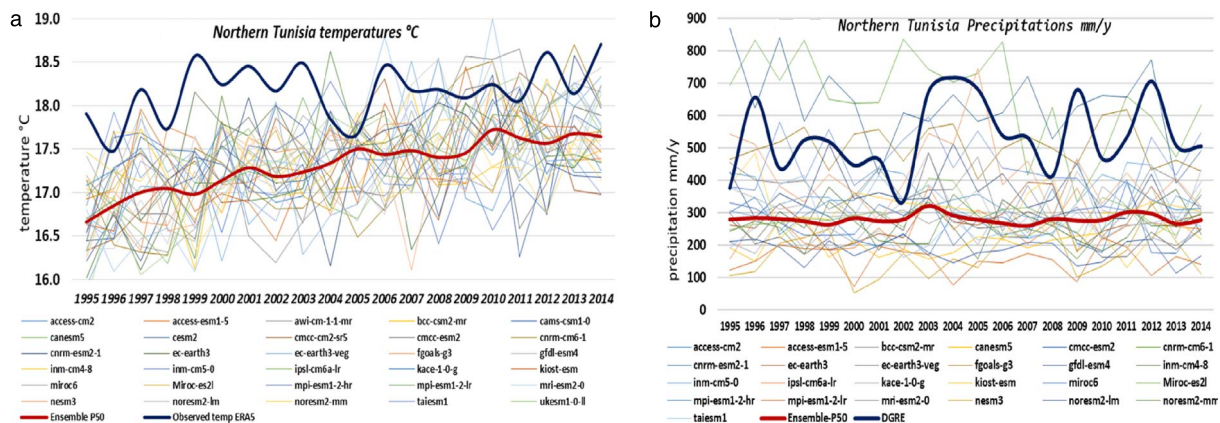 a
Northern Tunisia temperatures °C
19.0
18.5
18.0
17.5
17.0
16.5
16.0
temperature °C
1995 1996 1997 1998 1999 2000 2001 2002 2003 2004 2005 2006 2007 2008 2009 2010 2011 2012 2013 2014
access-cm2 access-esm1-5 awi-cm-1-1-mr bcc-csm2-mr cams-csm1-0
canesm5 cesm2 cmcc-cm2-sr5 cmcc-esm2 cnrm-cm6-1
cnrm-esm2-1 ec-earth3 ec-earth3-veg fgoals-g3 gfdl-esm4
inm-cm4-8 inm-cm5-0 ipsl-cm6a-lr kace-1-0-g kiost-esm
miroc6 Miroc-es2l mpi-esm1-2-hr mpi-esm1-2-lr mri-esm2-0
nesm3 noresm2-lm noresm2-mm taiesm1 ukesm1-0-ll
Ensemble P50 Observed temp ERA5
b
Northern Tunisia Precipitations mm/y
900
800
700
600
500
400
300
200
100
0
precipitation mm/y
1995 1996 1997 1998 1999 2000 2001 2002 2003 2004 2005 2006 2007 2008 2009 2010 2011 2012 2013 2014
access-cm2 access-esm1-5 bcc-csm2-mr canesm5 cmcc-esm2 cnrm-cm6-1
cnrm-esm2-1 ec-earth3 ec-earth3-veg fgoals-g3 gfdl-esm4 inm-cm4-8
inm-cm5-0 ipsl-cm6a-lr kace-1-0-g kiost-esm miroc6 Miroc-es2l
mpi-esm1-2-hr mpi-esm1-2-lr mri-esm2-0 nesm3 noresm2-lm noresm2-mm
taiesm1 Ensemble-P50 DGRE